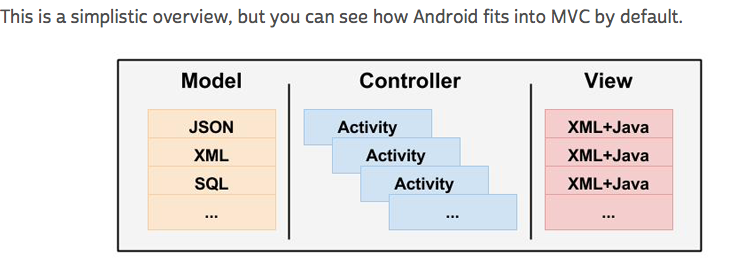 This is a simplistic overview, but you can see how Android fits into MVC by default.
Model
Controller
View
JSON
XML
SQL
...
Activity
Activity
Activity
...
XML+Java
XML+Java
XML+Java
...